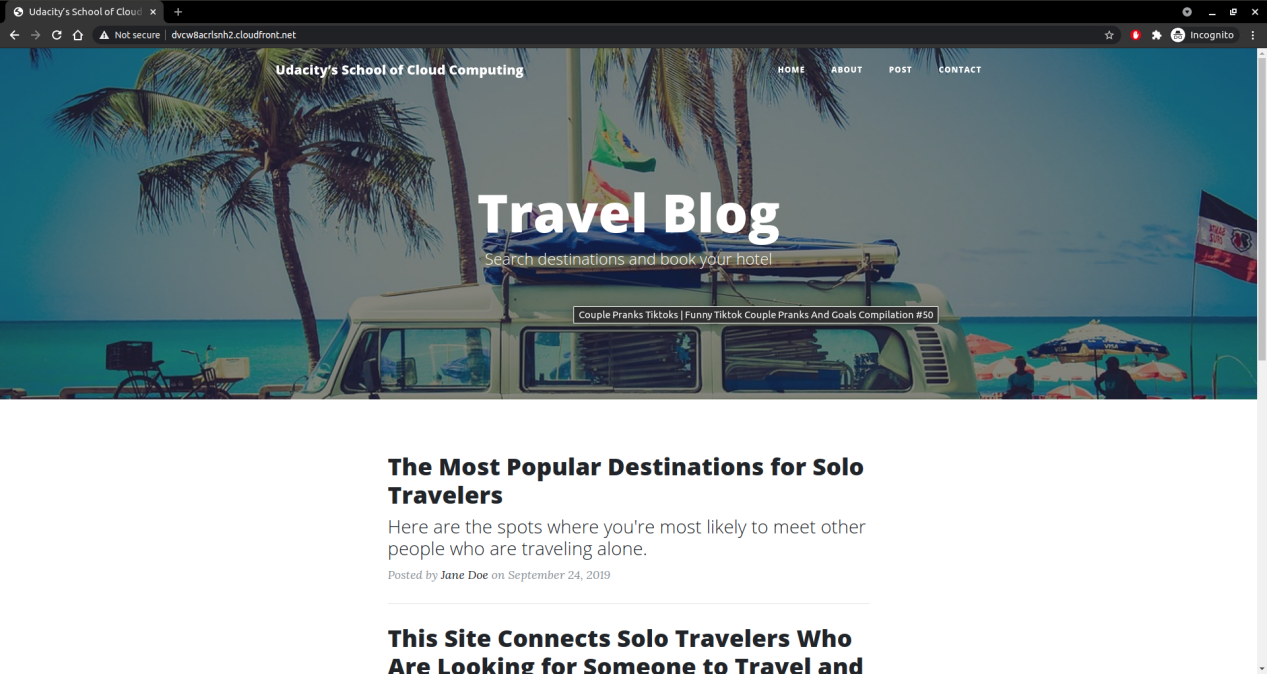 Udacity's School of Cloud
Not secure
dvcw8acrlsnh2.cloudfront.net
Incognito
Udacity's School of Cloud Computing
HOME ABOUT POST CONTACT
Travel Blog
Search destinations and book your hotel
Couple Pranks Tiktoks | Funny Tiktok Couple Pranks And Goals Compilation #50
VISA
The Most Popular Destinations for Solo
Travelers
Here are the spots where you're most likely to meet other
people who are traveling alone.
Posted by Jane Doe on September 24, 2019
This Site Connects Solo Travelers Who
Are Looking for Someone to Travel and